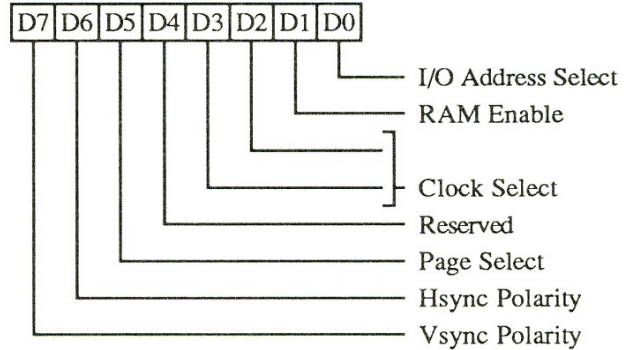 D7 D6 D5 D4 D3 D2 D1 D0
I/O Address Select
RAM Enable
Clock Select
Reserved
Page Select
Hsync Polarity
Vsync Polarity